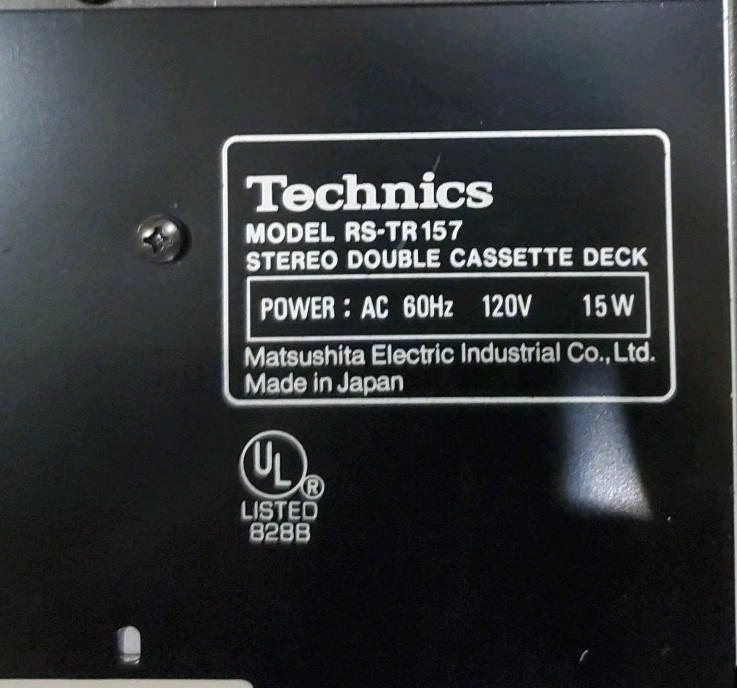 Technics
MODEL RS-TR157
STEREO DOUBLE CASSETTE DECK
POWER : AC 60Hz 120V 15W
Matsushita Electric Industrial Co., Ltd.
Made in Japan
UL ®
LISTED
828B